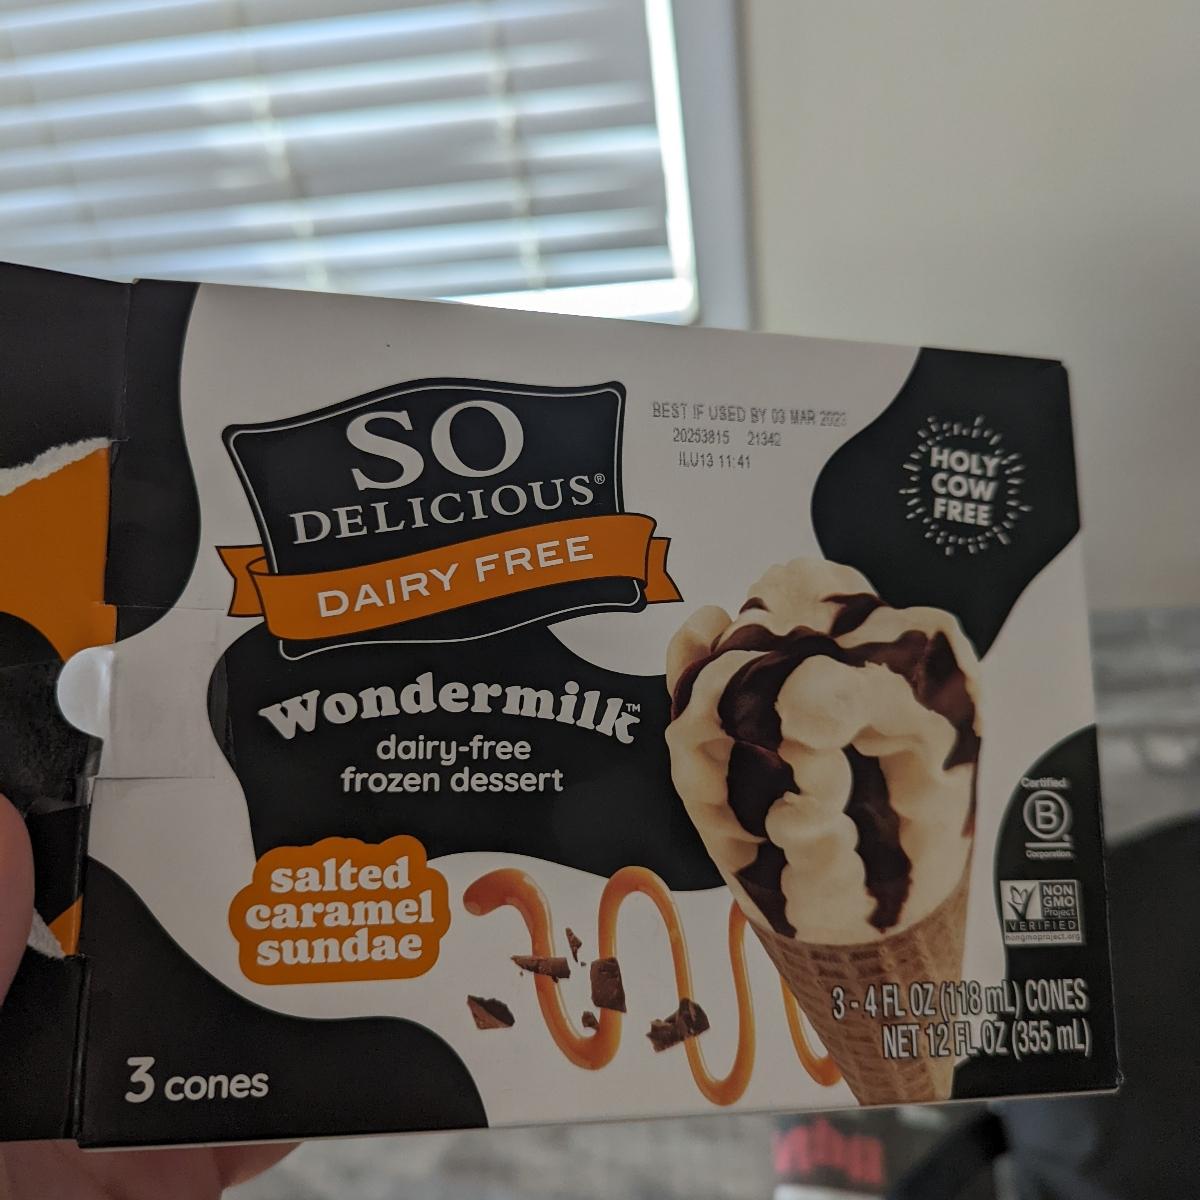 SO
DELICIOUS®
DAIRY FREE
BEST IF USED BY 03 MAR 2023
20253815 21342
ILU13 11:41
HOLY
COW
FREE
Wondermilk™
dairy-free
frozen dessert
salted
caramel
sundae
3 cones
Certified
B
Corporation
NON
GMO
Project
VERIFIED
nongmoproject.org
3 - 4 FL OZ (118 mL) CONES
NET 12 FL OZ (355 mL)